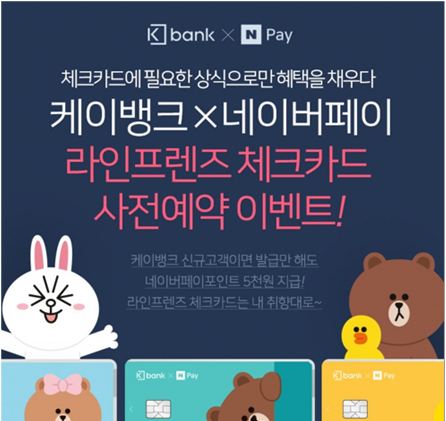 K bank × N Pay
체크카드에 필요한 상식으로만 혜택을 채우다
케이뱅크×네이버페이
라인프렌즈 체크카드
사전예약 이벤트!
케이뱅크 신규고객이면 발급만 해도
네이버페이포인트 5천원 지급!
라인프렌즈 체크카드는 내 취향대로~
K bank × N Pay
K bank × N Pay